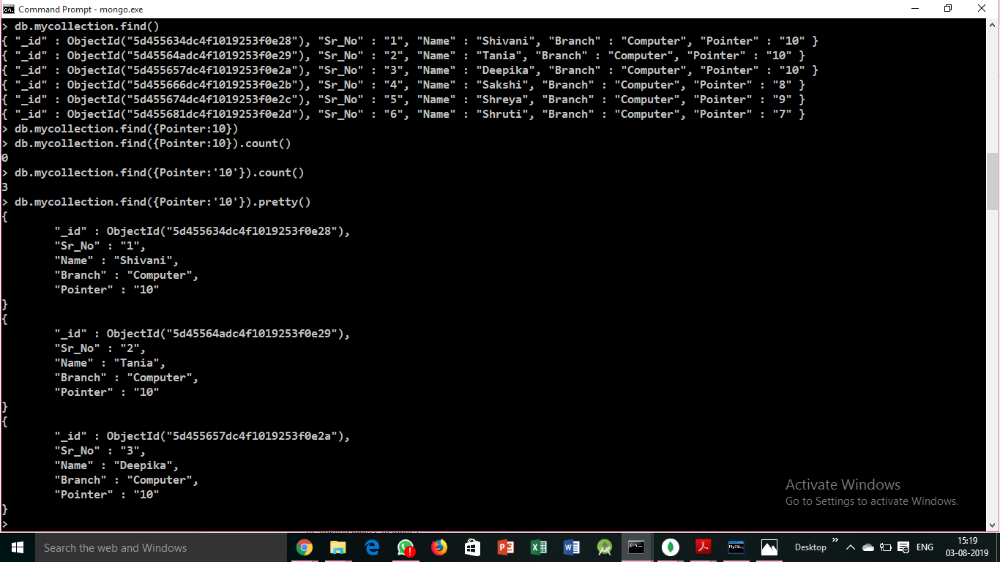 Command Prompt - mongo.exe
> db.mycollection.find()
{ "_id" : ObjectId("5d455634dc4f1019253f0e28"), "Sr_No" : "1", "Name" : "Shivani", "Branch" : "Computer", "Pointer" : "10" }
{ "_id" : ObjectId("5d45564adc4f1019253f0e29"), "Sr_No" : "2", "Name" : "Tania", "Branch" : "Computer", "Pointer" : "10" }
{ "_id" : ObjectId("5d455657dc4f1019253f0e2a"), "Sr_No" : "3", "Name" : "Deepika", "Branch" : "Computer", "Pointer" : "10" }
{ "_id" : ObjectId("5d455666dc4f1019253f0e2b"), "Sr_No" : "4", "Name" : "Sakshi", "Branch" : "Computer", "Pointer" : "8" }
{ "_id" : ObjectId("5d455674dc4f1019253f0e2c"), "Sr_No" : "5", "Name" : "Shreya", "Branch" : "Computer", "Pointer" : "9" }
{ "_id" : ObjectId("5d455681dc4f1019253f0e2d"), "Sr_No" : "6", "Name" : "Shruti", "Branch" : "Computer", "Pointer" : "7" }
> db.mycollection.find({Pointer:10})
> db.mycollection.find({Pointer:10}).count()
0
> db.mycollection.find({Pointer:'10'}).count()
3
> db.mycollection.find({Pointer:'10'}).pretty()
{
"_id" : ObjectId("5d455634dc4f1019253f0e28"),
"Sr_No" : "1",
"Name" : "Shivani",
"Branch" : "Computer",
"Pointer" : "10"
}
{
"_id" : ObjectId("5d45564adc4f1019253f0e29"),
"Sr_No" : "2",
"Name" : "Tania",
"Branch" : "Computer",
"Pointer" : "10"
}
{
"_id" : ObjectId("5d455657dc4f1019253f0e2a"),
"Sr_No" : "3",
"Name" : "Deepika",
"Branch" : "Computer",
"Pointer" : "10"
}
>
Activate Windows
Go to Settings to activate Windows.
Search the web and Windows
Desktop
ENG
15:19
03-08-2019